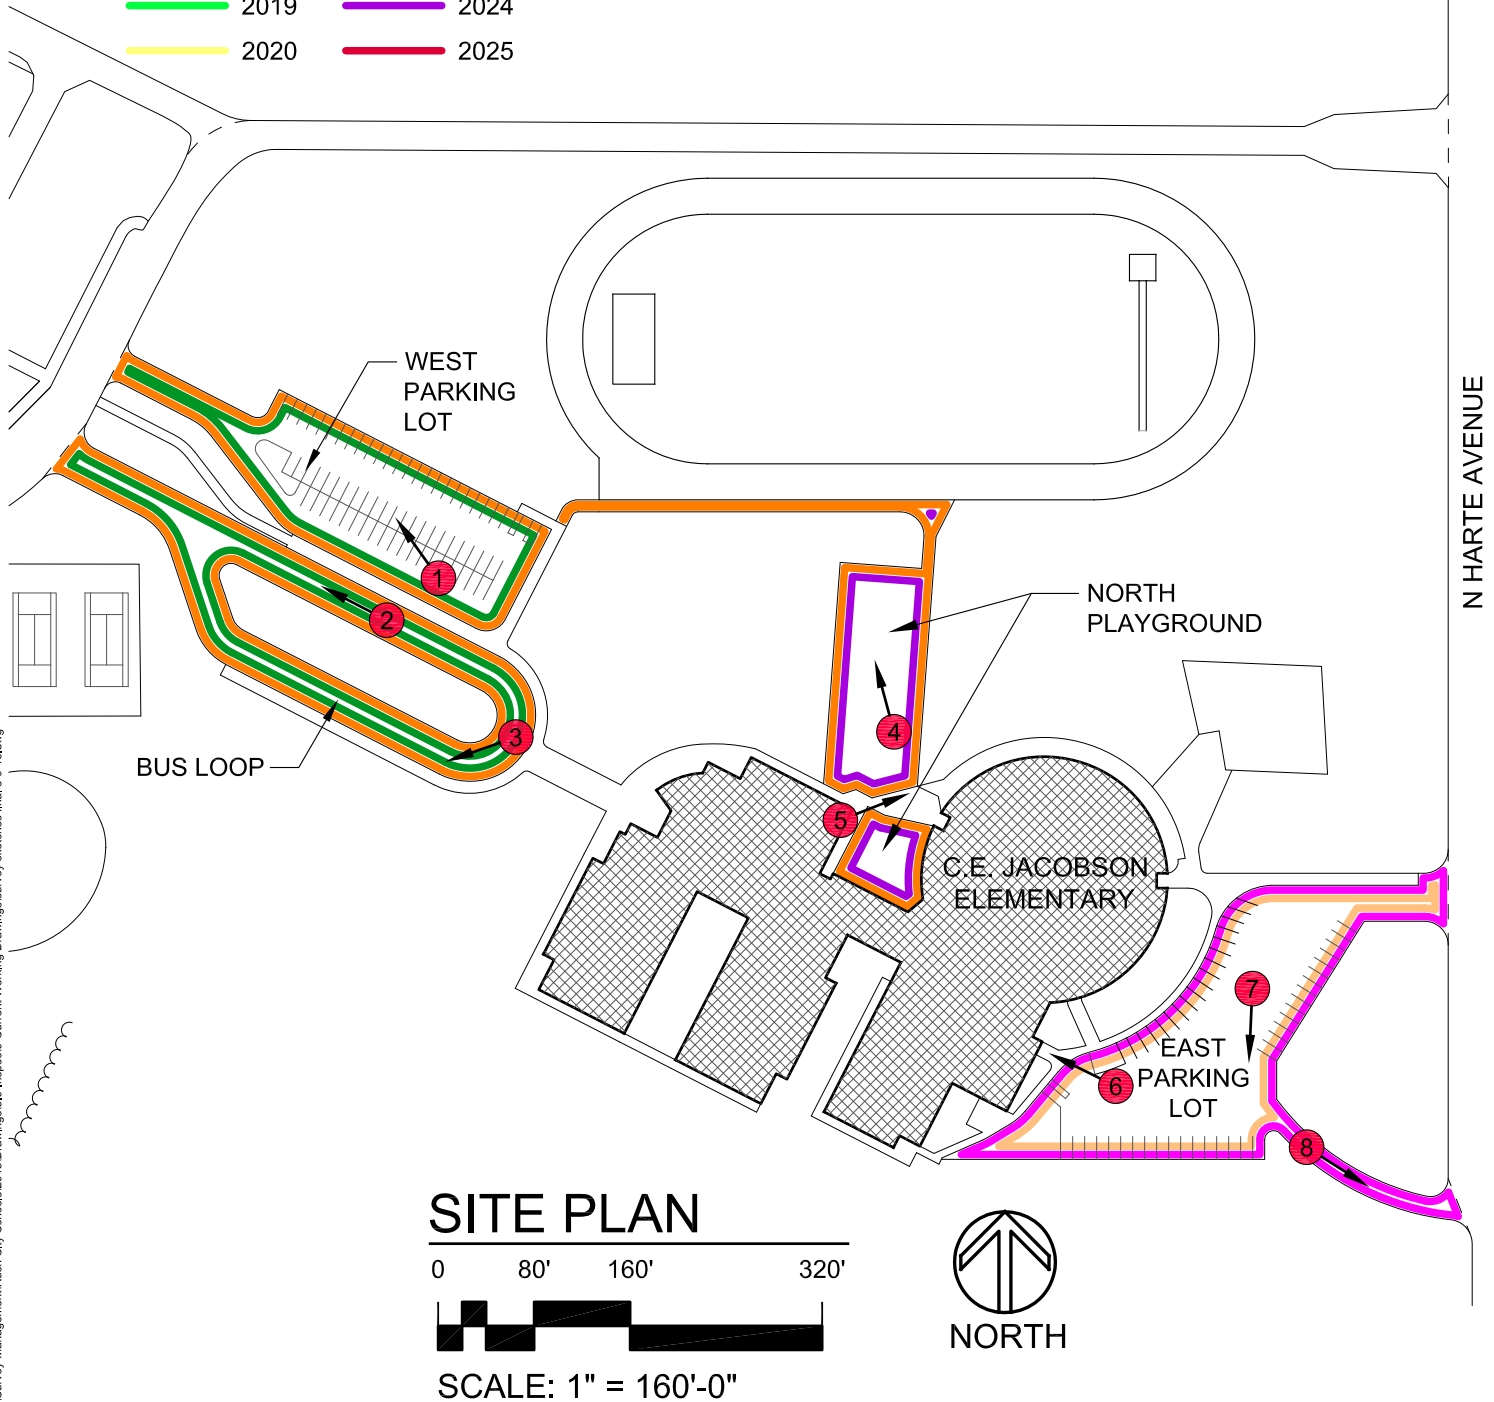 2019 2024
2020 2025
WEST
PARKING
LOT
N HARTE AVENUE
1
2
3
BUS LOOP
NORTH
PLAYGROUND
4
5
C.E. JACOBSON
ELEMENTARY
7
EAST
PARKING
LOT
6
8
SITE PLAN
0 80' 160' 320'
SCALE: 1" = 160'-0"
NORTH